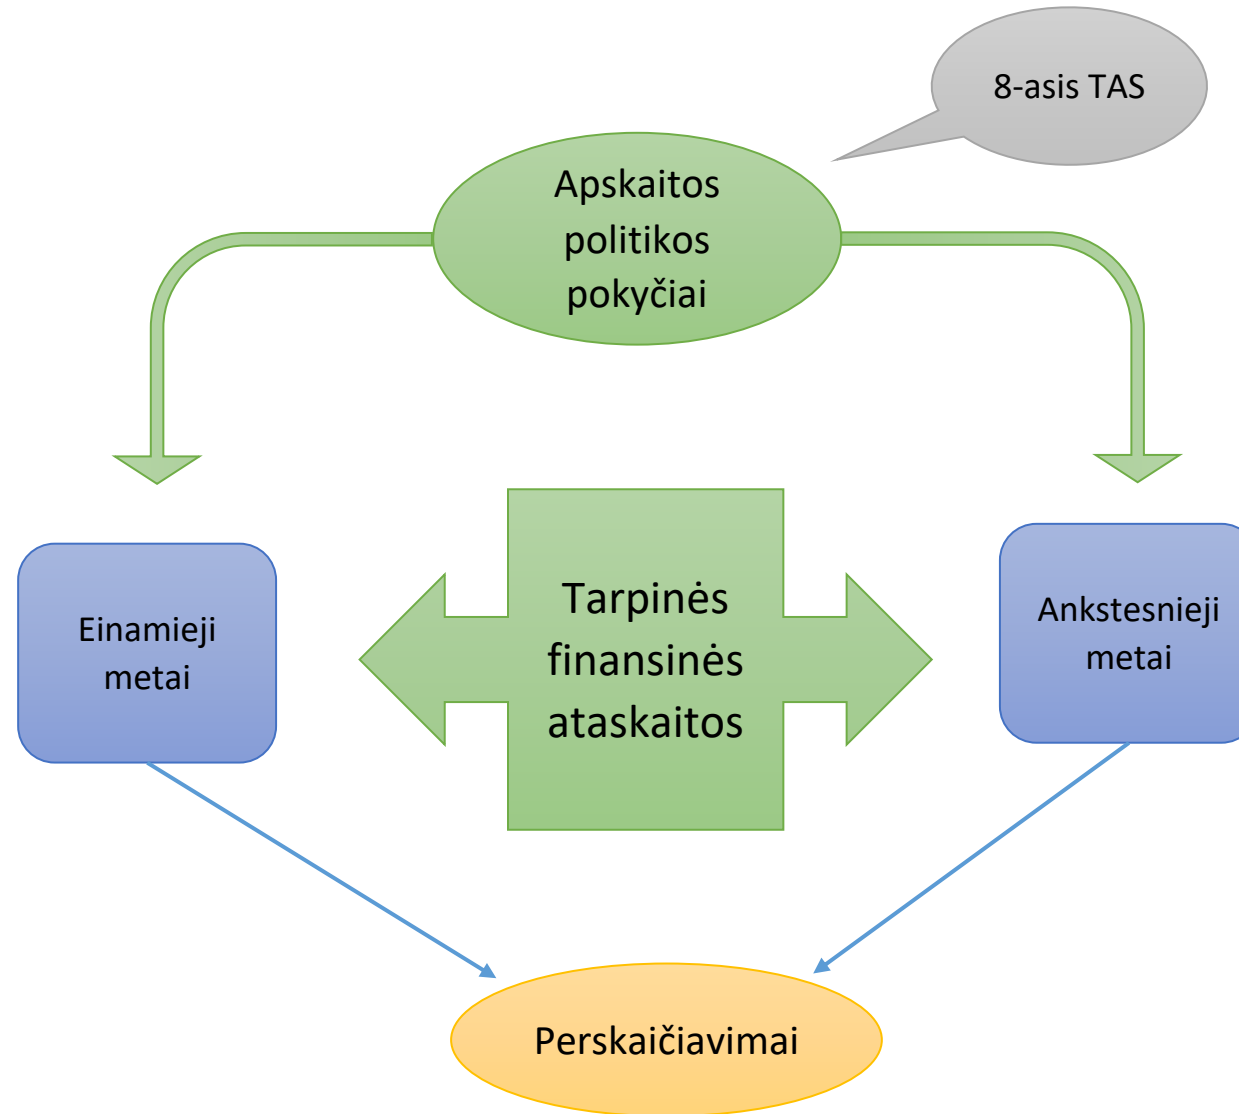 8-asis TAS
Apskaitos
politikos
pokyčiai
Einamieji
metai
Tarpinės
finansinės
ataskaitos
Ankstesnieji
metai
Perskaičiavimai